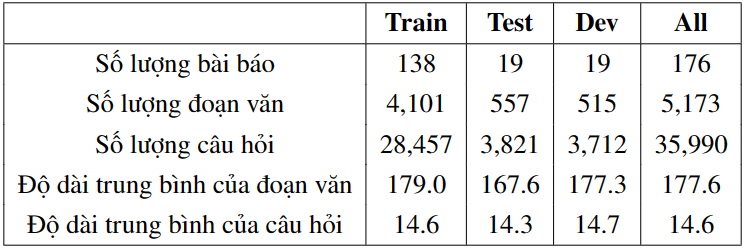 Train Test Dev All
Số lượng bài báo 138 19 19 176
Số lượng đoạn văn 4,101 557 515 5,173
Số lượng câu hỏi 28,457 3,821 3,712 35,990
Độ dài trung bình của đoạn văn 179.0 167.6 177.3 177.6
Độ dài trung bình của câu hỏi 14.6 14.3 14.7 14.6